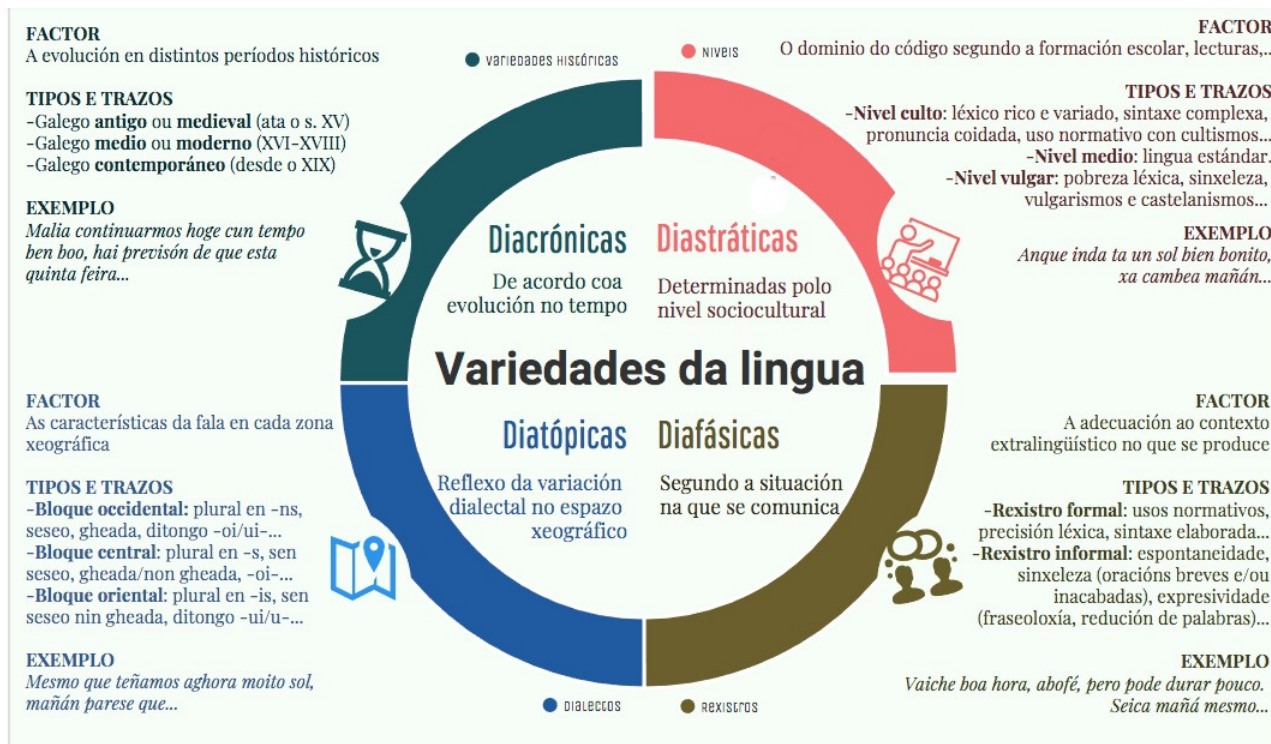 FACTOR
A evolución en distintos períodos históricos
TIPOS E TRAZOS
-Galego antigo ou medieval (ata o s. XV)
-Galego medio ou moderno (XVI-XVIII)
-Galego contemporáneo (desde o XIX)
EXEMPLO
Malia continuarmos hoge cun tempo
ben boo, hai previsón de que esta
quinta feira...
VARIEDADES HISTÓRICAS
NIVEIS
FACTOR
O dominio do código segundo a formación escolar, lecturas,..
TIPOS E TRAZOS
-Nivel culto: léxico rico e variado, sintaxe complexa,
pronuncia coidada, uso normativo con cultismos...
-Nivel medio: lingua estándar.
-Nivel vulgar: pobreza léxica, sinxeleza,
vulgarismos e castelanismos...
EXEMPLO
Anque inda ta un sol bien bonito,
xa cambea mañán...
Diacrónicas
De acordo coa
evolución no tempo
Diastráticas
Determinadas polo
nivel sociocultural
Variedades da lingua
Diatópicas
Reflexo da variación
dialectal no espazo
xeográfico
Diafásicas
Segundo a situación
na que se comunica
FACTOR
As características da fala en cada zona
xeográfica
TIPOS E TRAZOS
-Bloque occidental: plural en -ns,
seseo, gheada, ditongo -oi/ui-...
-Bloque central: plural en -s, sen
seseo, gheada/non gheada, -oi-...
-Bloque oriental: plural en -is, sen
seseo nin gheada, ditongo -ui/u-...
EXEMPLO
Mesmo que teñamos aghora moito sol,
mañán parese que...
DIALECTOS
REXISTROS
FACTOR
A adecuación ao contexto
extralingüístico no que se produce
TIPOS E TRAZOS
-Rexistro formal: usos normativos,
precisión léxica, sintaxe elaborada...
-Rexistro informal: espontaneidade,
sinxeleza (oracións breves e/ou
inacabadas), expresividade
(fraseoloxía, redución de palabras)...
EXEMPLO
Vaiche boa hora, abofé, pero pode durar pouco.
Seica mañá mesmo...